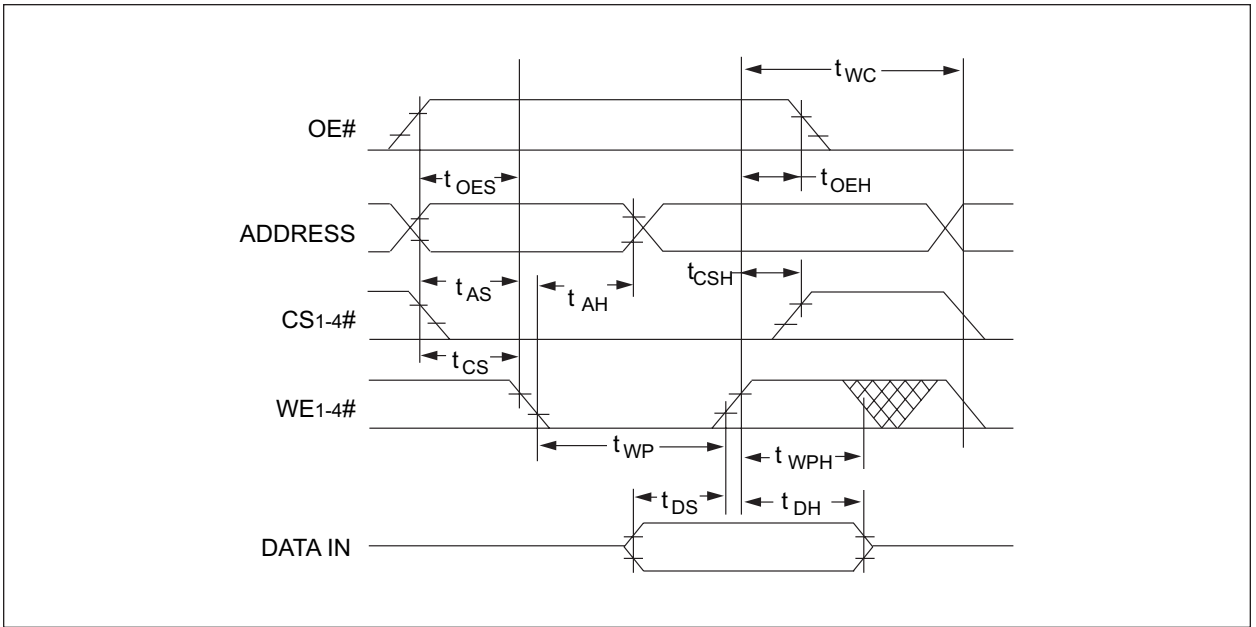 tWC
OE#
tOES
tOEH
ADDRESS
tCSH
tAS
tAH
CS1-4#
tCS
WE1-4#
tWP
tWPH
tDS
tDH
DATA IN